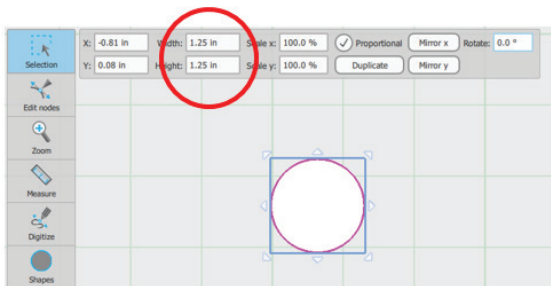 X: -0.81 in Width: 1.25 in Scale x: 100.0 % Proportional Mirror x Rotate: 0.0 °
Y: 0.08 in Height: 1.25 in Scale y: 100.0 % Duplicate Mirror y
Selection
Edit nodes
Zoom
Measure
Digitize
Shapes